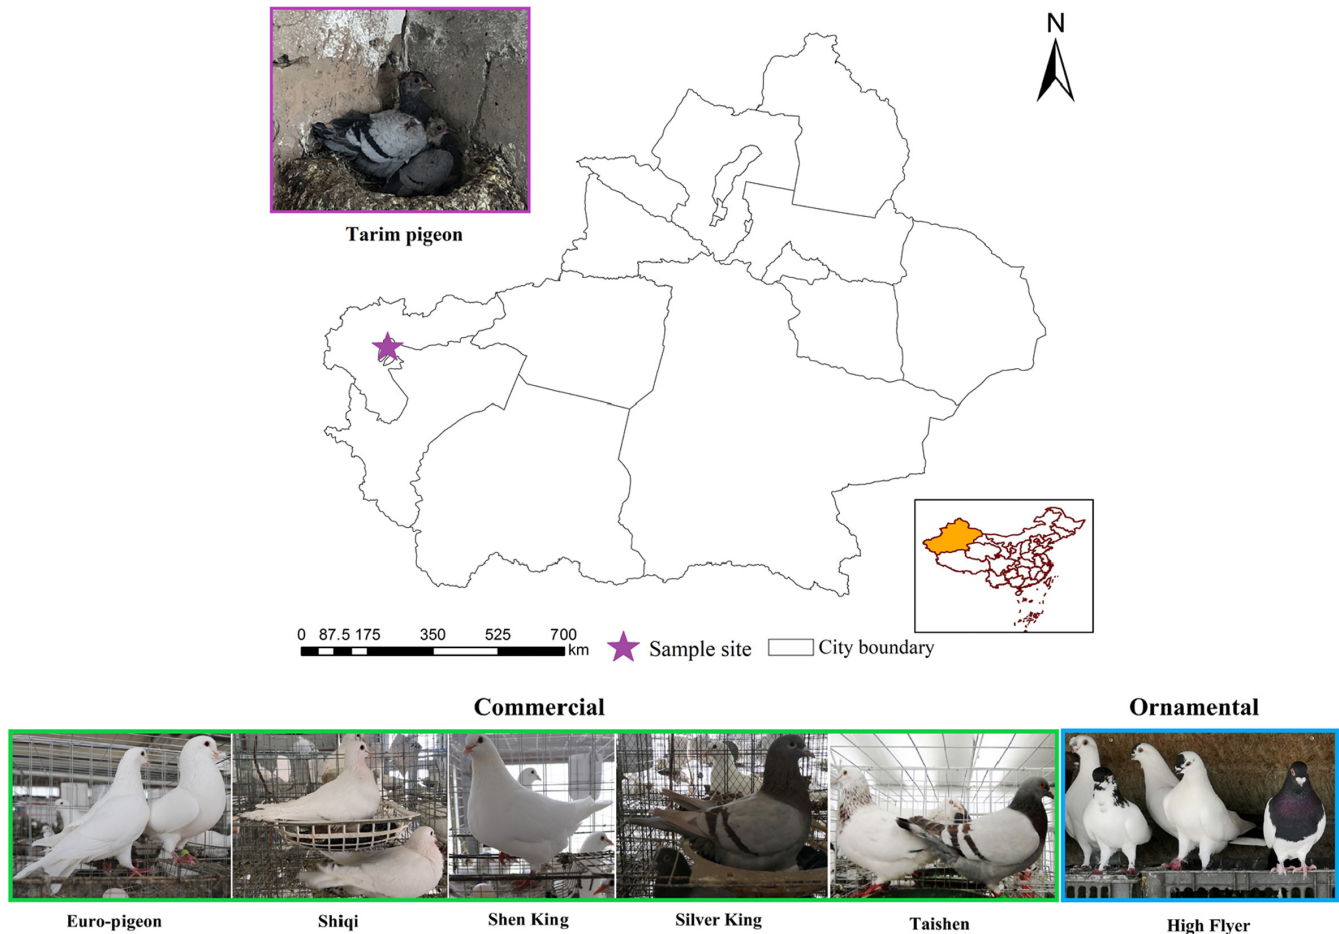 N
Tarim pigeon
0 87.5 175 350 525 700
km
Sample site
City boundary
Commercial
Ornamental
Euro-pigeon
Shiqi
Shen King
Silver King
Taishen
High Flyer